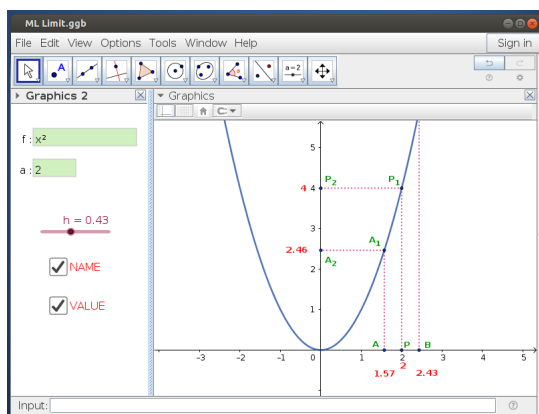 ML Limit.ggb
File Edit View Options Tools Window Help
Sign in
A
a=2
Graphics 2
Graphics
f : x²
a : 2
h = 0.43
NAME
VALUE
5
4 4 P₂ P₁
3
2.46 A₁
A₂
2
1
A P B
-3 -2 -1 0 1 2 3 4 5
1.57 2 2.43
Input: